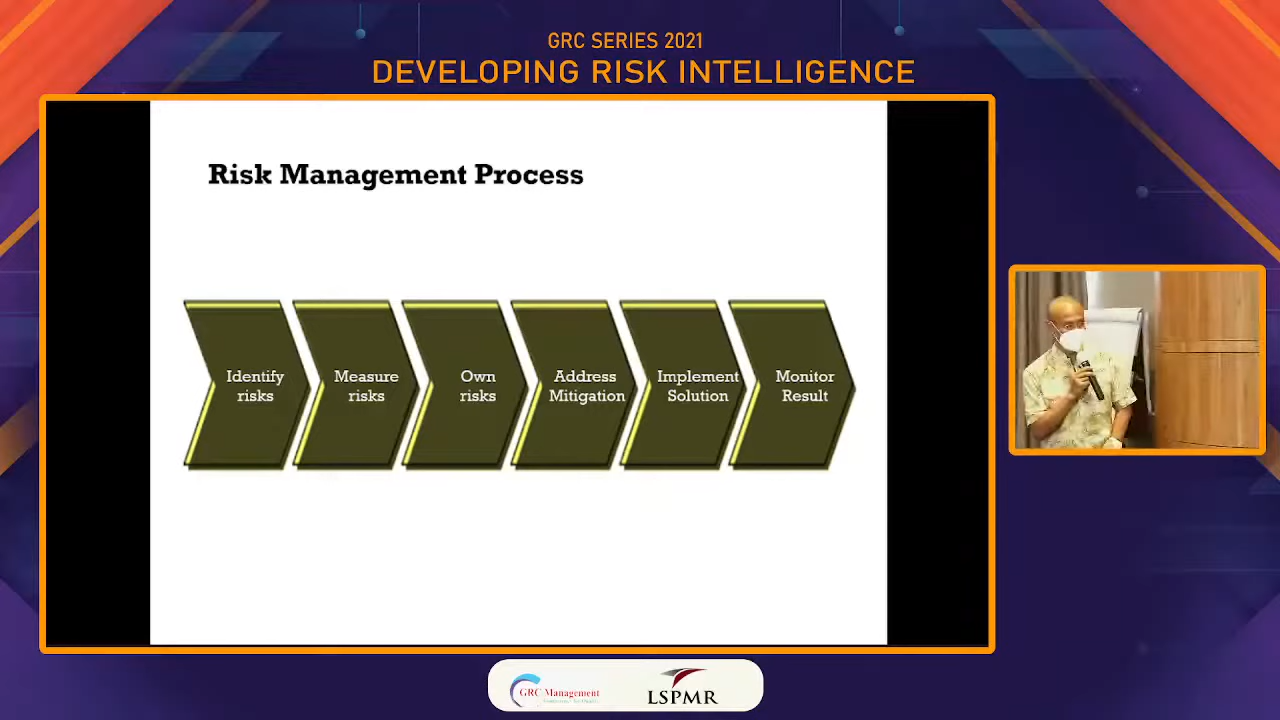 GRC SERIES 2021
DEVELOPING RISK INTELLIGENCE
Risk Management Process
Identify
risks
Measure
risks
Own
risks
Address
Mitigation
Implement
Solution
Monitor
Result
GRC Management
LSPMR